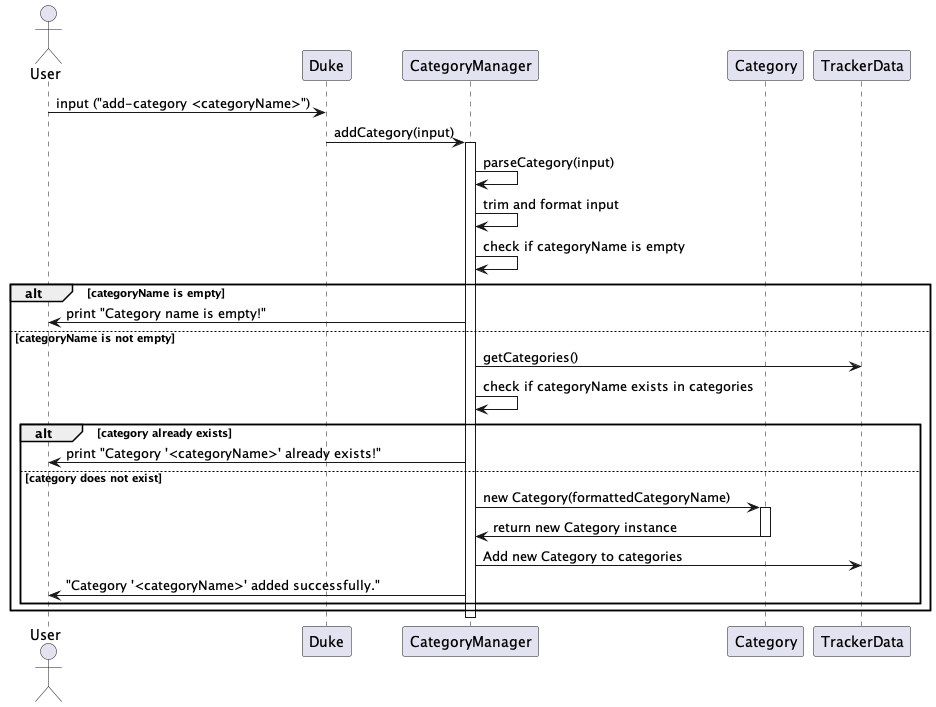 User
Duke
CategoryManager
Category
TrackerData
input ("add-category <categoryName>")
addCategory(input)
parseCategory(input)
trim and format input
check if categoryName is empty
alt
[categoryName is empty]
print "Category name is empty!"
[categoryName is not empty]
getCategories()
check if categoryName exists in categories
alt
[category already exists]
print "Category '<categoryName>' already exists!"
[category does not exist]
new Category(formattedCategoryName)
return new Category instance
Add new Category to categories
"Category '<categoryName>' added successfully."
User
Duke
CategoryManager
Category
TrackerData